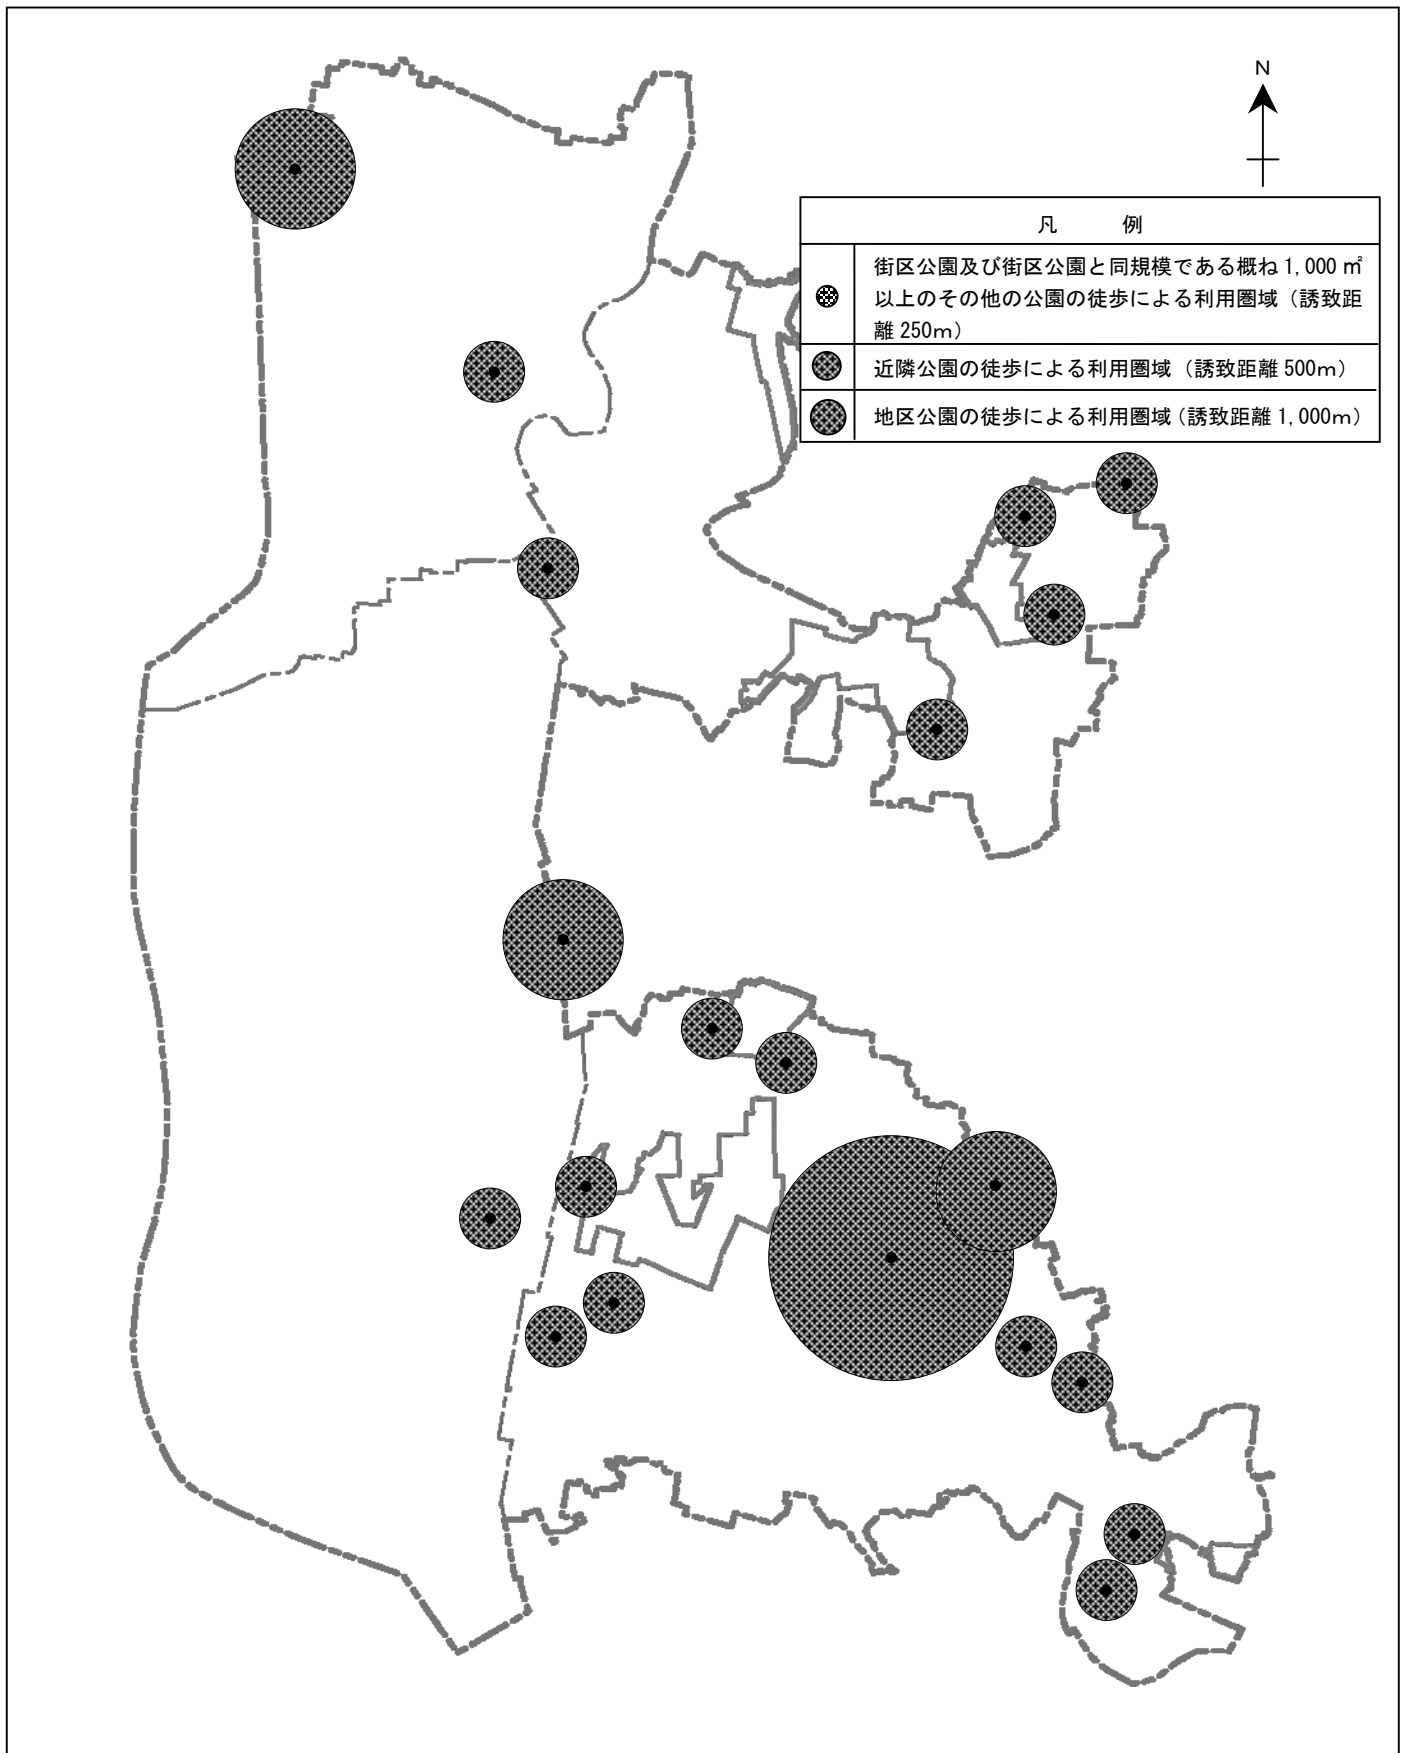 N
凡 例
街区公園及び街区公園と同規模である概ね 1,000 ㎡
以上のその他の公園の徒歩による利用圏域（誘致距
離 250ｍ）
近隣公園の徒歩による利用圏域（誘致距離 500ｍ）
地区公園の徒歩による利用圏域（誘致距離 1,000ｍ）